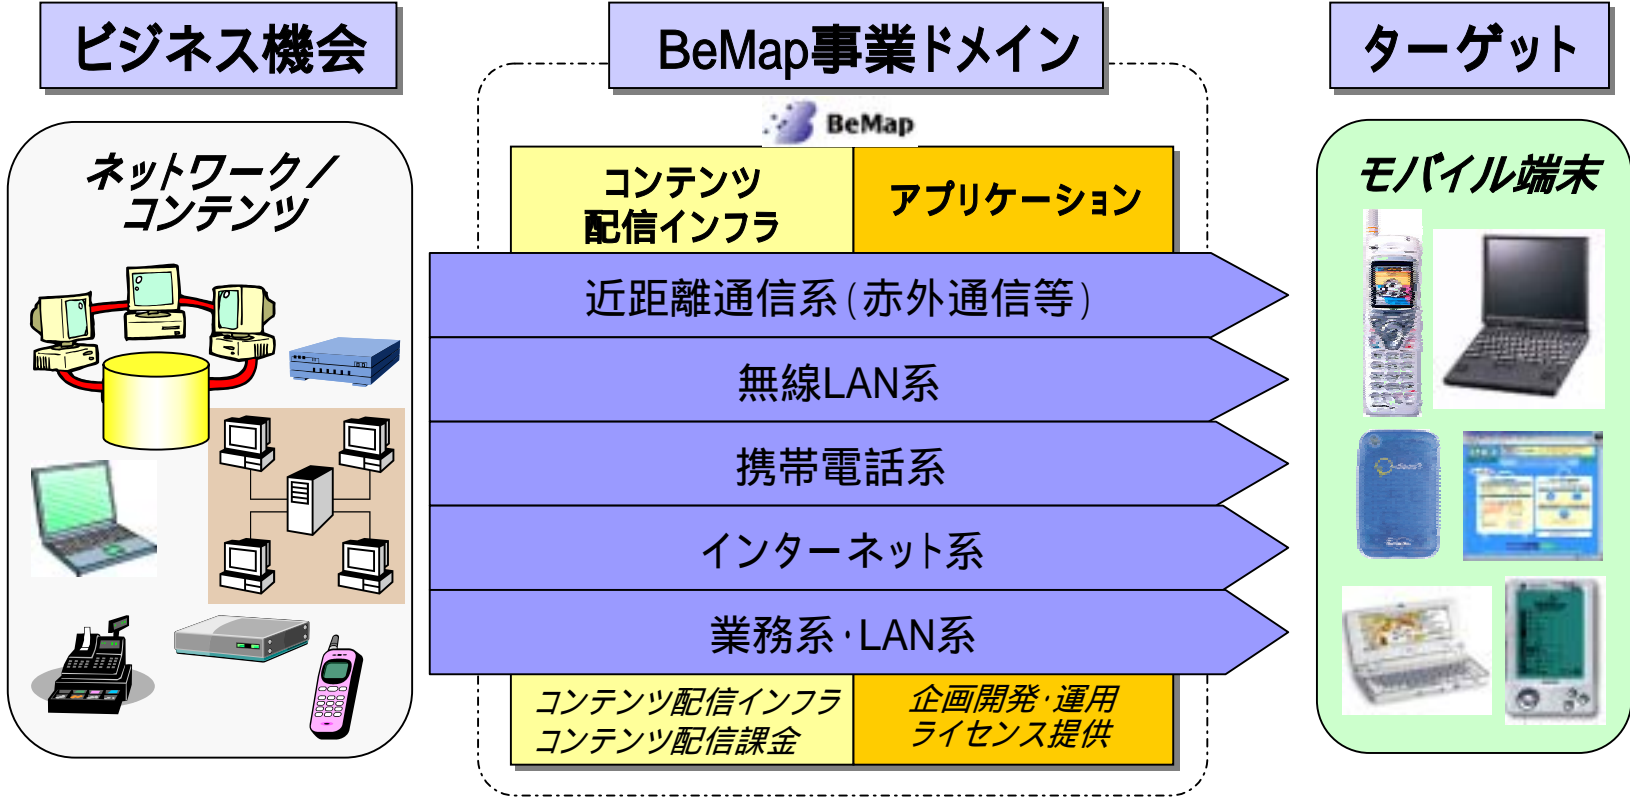 ビジネス機会
BeMap事業ドメイン
ターゲット
BeMap
ネットワーク／
コンテンツ
コンテンツ
配信インフラ
アプリケーション
モバイル端末
近距離通信系(赤外通信等)
無線LAN系
携帯電話系
インターネット系
業務系・LAN系
コンテンツ配信インフラ
コンテンツ配信課金
企画開発・運用
ライセンス提供